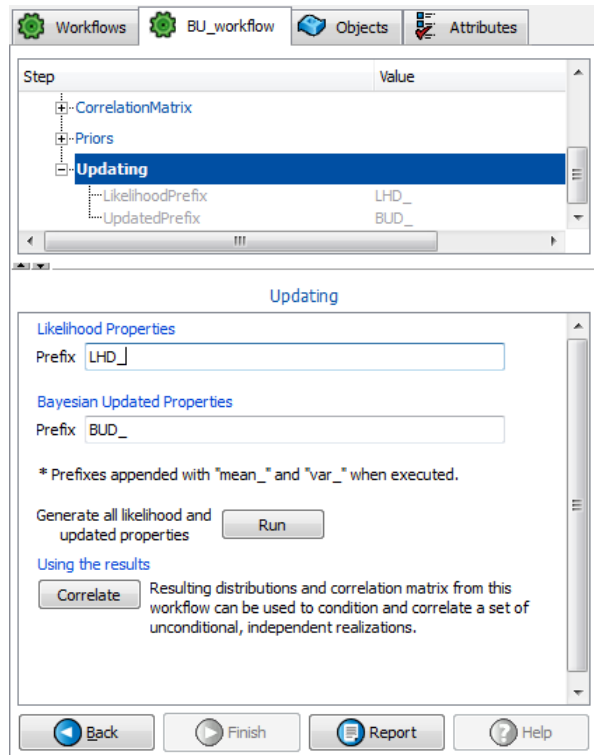 Workflows BU_workflow Objects Attributes
Step Value
CorrelationMatrix
Priors
Updating
LikelihoodPrefix LHD_
UpdatedPrefix BUD_
Updating
Likelihood Properties
Prefix LHD_
Bayesian Updated Properties
Prefix BUD_
* Prefixes appended with "mean_" and "var_" when executed.
Generate all likelihood and
updated properties Run
Using the results
Correlate Resulting distributions and correlation matrix from this
workflow can be used to condition and correlate a set of
unconditional, independent realizations.
Back Finish Report Help